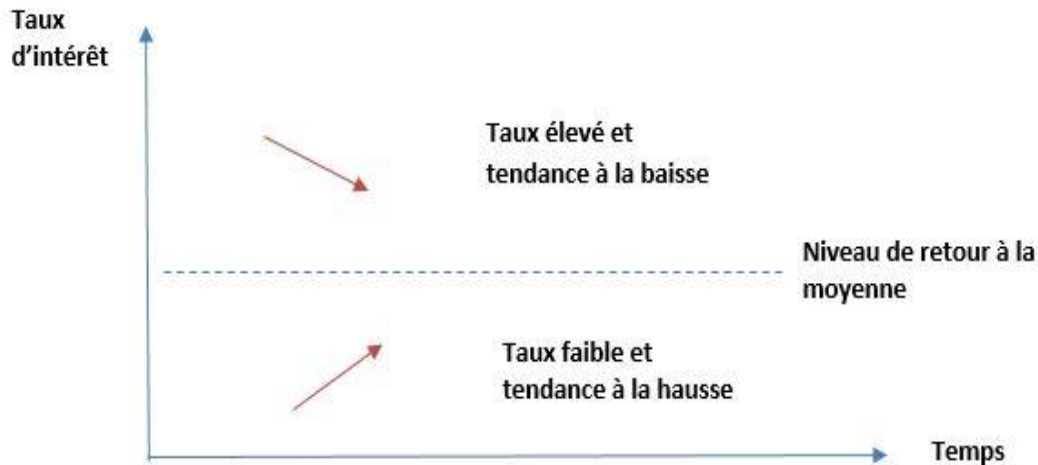 Taux
d'intérêt
Taux élevé et
tendance à la baisse
Niveau de retour à la
moyenne
Taux faible et
tendance à la hausse
Temps